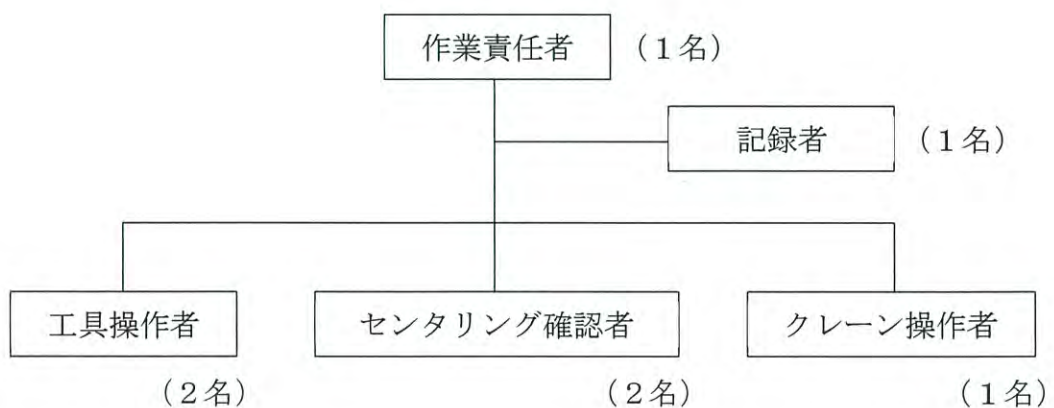 作業責任者 (1名)
記録者 (1名)
工具操作者 センタリング確認者 クレーン操作者
(2名) (2名) (1名)